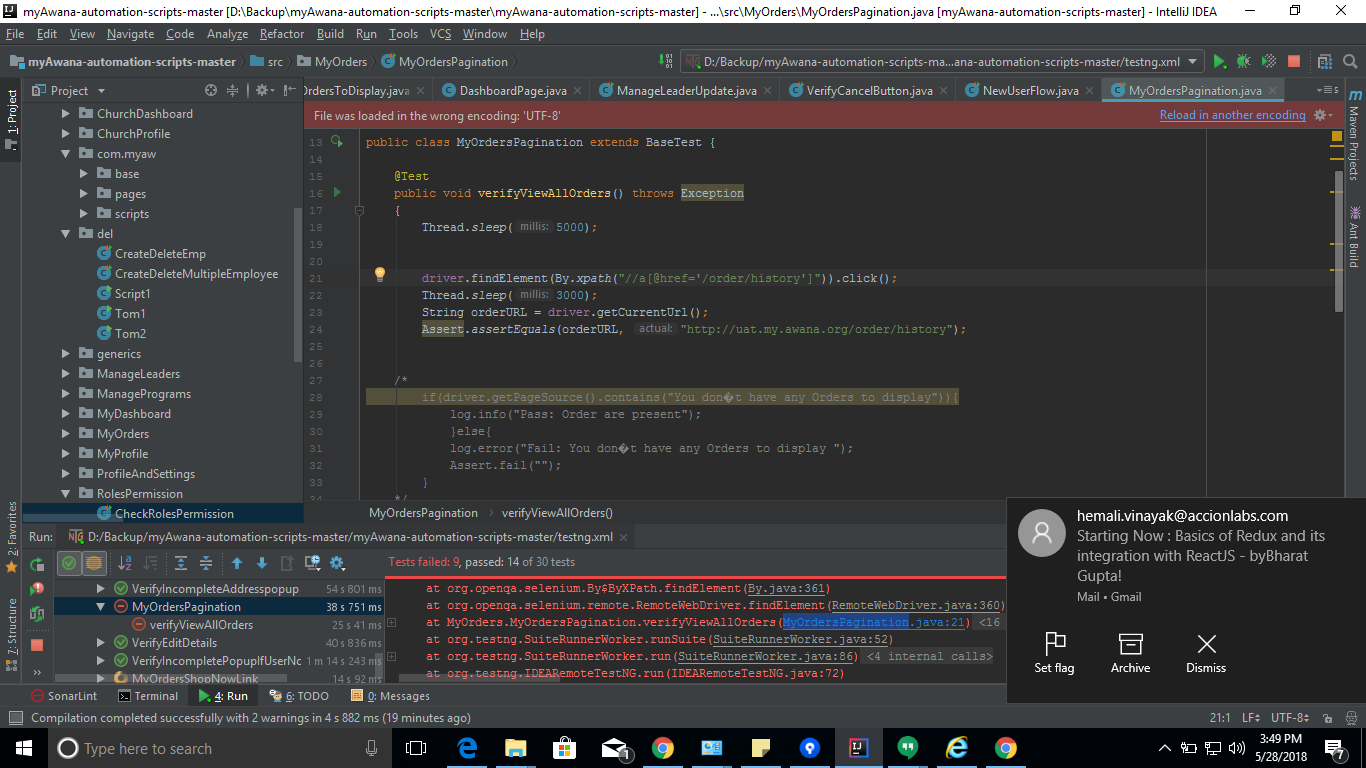 myAwana-automation-scripts-master [D:\Backup\myAwana-automation-scripts-master\myAwana-automation-scripts-master] - ...\src\MyOrders\MyOrdersPagination.java [myAwana-automation-scripts-master] - IntelliJ IDEA
File Edit View Navigate Code Analyze Refactor Build Run Tools VCS Window Help
myAwana-automation-scripts-master src MyOrders MyOrdersPagination D:/Backup/myAwana-automation-scripts-ma...ana-automation-scripts-master/testng.xml
1: Project
Project
OrdersToDisplay.java DashboardPage.java ManageLeaderUpdate.java VerifyCancelButton.java NewUserFlow.java MyOrdersPagination.java
File was loaded in the wrong encoding: 'UTF-8' Reload in another encoding
ChurchDashboard
ChurchProfile
com.myaw
base
pages
scripts
del
CreateDeleteEmp
CreateDeleteMultipleEmployee
Script1
Tom1
Tom2
generics
ManageLeaders
ManagePrograms
MyDashboard
MyOrders
MyProfile
ProfileAndSettings
RolesPermission
CheckRolesPermission
13 public class MyOrdersPagination extends BaseTest {
14
15 @Test
16 public void verifyViewAllOrders() throws Exception
17 {
18 Thread.sleep( millis: 5000);
19
20
21 driver.findElement(By.xpath("//a[@href='/order/history']")).click();
22 Thread.sleep( millis: 3000);
23 String orderURL = driver.getCurrentUrl();
24 Assert.assertEquals(orderURL, actual: "http://uat.my.awana.org/order/history");
25
26
27 /*
28 if(driver.getPageSource().contains("You don�t have any Orders to display")){
29 log.info("Pass: Order are present");
30 }else{
31 log.error("Fail: You don�t have any Orders to display ");
32 Assert.fail("");
33 }
34 */
MyOrdersPagination verifyViewAllOrders()
Maven Projects
Ant Build
2: Favorites
7: Structure
Run: D:/Backup/myAwana-automation-scripts-master/myAwana-automation-scripts-master/testng.xml
Tests failed: 9, passed: 14 of 30 tests
VerifyIncompleteAddresspopup 54 s 801 ms
MyOrdersPagination 38 s 751 ms
verifyViewAllOrders 25 s 41 ms
VerifyEditDetails 40 s 836 ms
VerifyIncompletePopupIfUserNc 1 m 14 s 243 ms
MyOrdersShopNowLink 14 s 92 ms
at org.openqa.selenium.By$ByXPath.findElement(By.java:361)
at org.openqa.selenium.remote.RemoteWebDriver.findElement(RemoteWebDriver.java:360)
at MyOrders.MyOrdersPagination.verifyViewAllOrders(MyOrdersPagination.java:21) <16
at org.testng.SuiteRunnerWorker.runSuite(SuiteRunnerWorker.java:52)
at org.testng.SuiteRunnerWorker.run(SuiteRunnerWorker.java:86) <4 internal calls>
at org.testng.IDEARemoteTestNG.run(IDEARemoteTestNG.java:72)
hemali.vinayak@accionlabs.com
Starting Now : Basics of Redux and its
integration with ReactJS - byBharat
Gupta!
Mail • Gmail
Set flag Archive Dismiss
SonarLint Terminal 4: Run 6: TODO 0: Messages
Compilation completed successfully with 2 warnings in 4 s 882 ms (19 minutes ago) 21:1 LF UTF-8
Type here to search
1
3:49 PM
5/28/2018
7